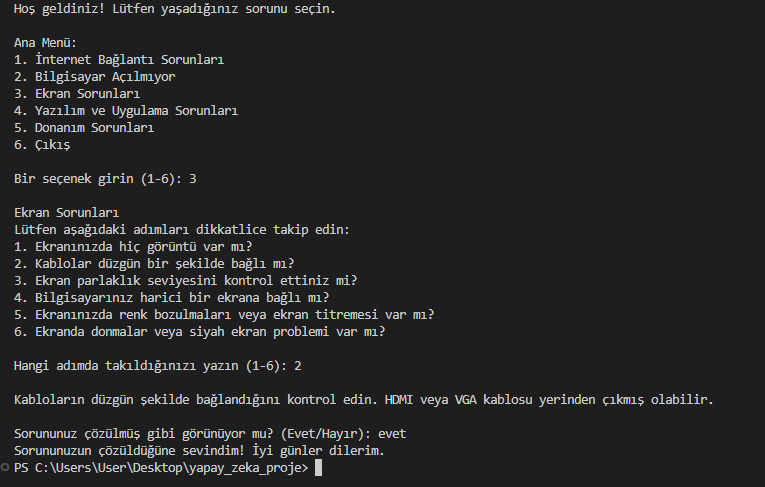 Hoş geldiniz! Lütfen yaşadığınız sorunu seçin.
Ana Menü:
1. İnternet Bağlantı Sorunları
2. Bilgisayar Açılmıyor
3. Ekran Sorunları
4. Yazılım ve Uygulama Sorunları
5. Donanım Sorunları
6. Çıkış
Bir seçenek girin (1-6): 3
Ekran Sorunları
Lütfen aşağıdaki adımları dikkatlice takip edin:
1. Ekranınızda hiç görüntü var mı?
2. Kablolar düzgün bir şekilde bağlı mı?
3. Ekran parlaklık seviyesini kontrol ettiniz mi?
4. Bilgisayarınız harici bir ekrana bağlı mı?
5. Ekranınızda renk bozulmaları veya ekran titremesi var mı?
6. Ekranda donmalar veya siyah ekran problemi var mı?
Hangi adımda takıldığınızı yazın (1-6): 2
Kabloların düzgün şekilde bağlandığını kontrol edin. HDMI veya VGA kablosu yerinden çıkmış olabilir.
Sorununuz çözülmüş gibi görünüyor mu? (Evet/Hayır): evet
Sorununuzun çözüldüğüne sevindim! İyi günler dilerim.
PS C:\Users\User\Desktop\yapay_zeka_proje>